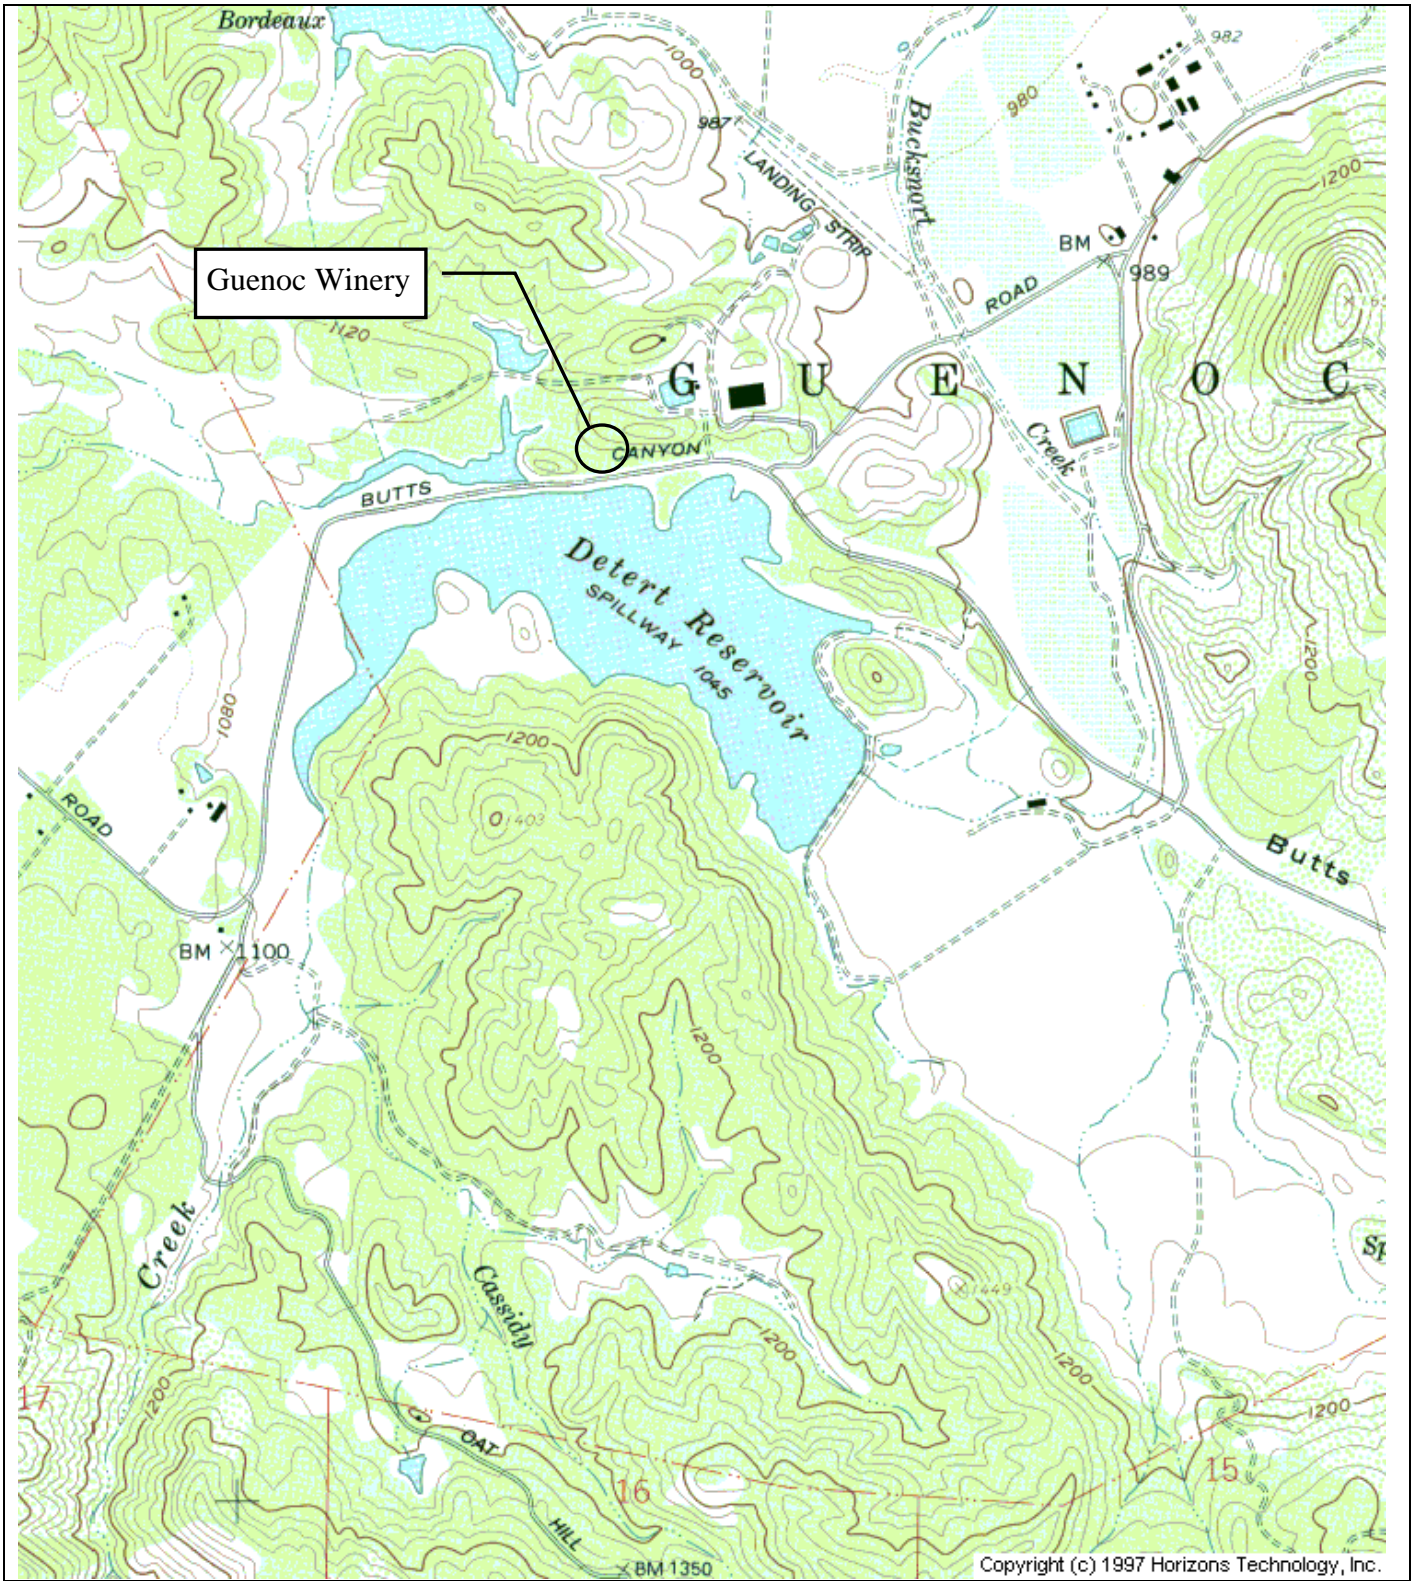 Bordeaux
1000
982
980
987
Bucksnort
LANDING STRIP
1200
BM
989
Guenoc Winery
ROAD
1120
G U E N O C
Creek
CANYON
BUTTS
Detert Reservoir
SPILLWAY 1045
1200
1080
1200
1403
ROAD
Butts
BM 1100
1200
Creek
Cassidy
1449
1200
1200
17
1200
1200
OAT
16
15
HILL
BM 1350
Copyright (c) 1997 Horizons Technology, Inc.